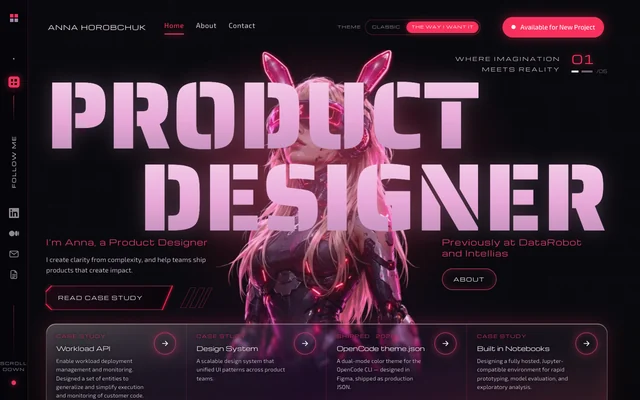 ANNA HOROBCHUK
Home
About
Contact
THEME
CLASSIC
THE WAY I WANT IT
Available for New Project
WHERE IMAGINATION
MEETS REALITY
01
/05
PRODUCT
DESIGNER
FOLLOW ME
I'm Anna, a Product Designer
I create clarity from complexity, and help teams ship
products that create impact.
READ CASE STUDY
Previously at DataRobot
and Intellias
ABOUT
SCROLL
DOWN
CASE STUDY
Workload API
Enable workload deployment
management and monitoring.
Designed a set of entities to
generalize and simplify execution
and monitoring of custom code.
Design System
A scalable design system that
unified UI patterns across product
teams.
SHIPPED
OpenCode theme.json
A dual-mode color theme for the
OpenCode CLI — designed in
Figma, shipped as production
JSON.
CASE STUDY
Built in Notebooks
Designing a fully hosted, Jupyter-
compatible environment for rapid
prototyping, model evaluation, and
exploratory analysis.